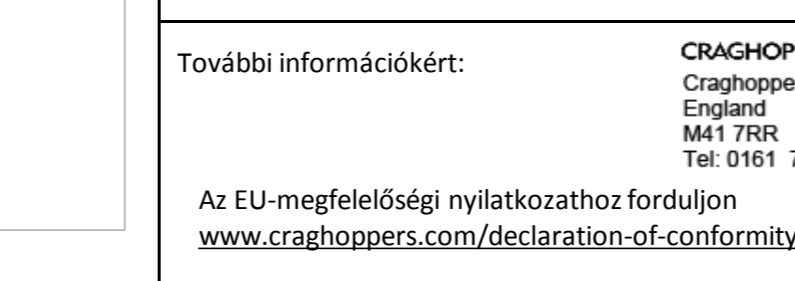 További információkért:
CRAGHOP
Craghoppe
England
M41 7RR
Tel: 0161
Az EU-megfelelőségi nyilatkozathoz forduljon
www.craghoppers.com/declaration-of-conformity